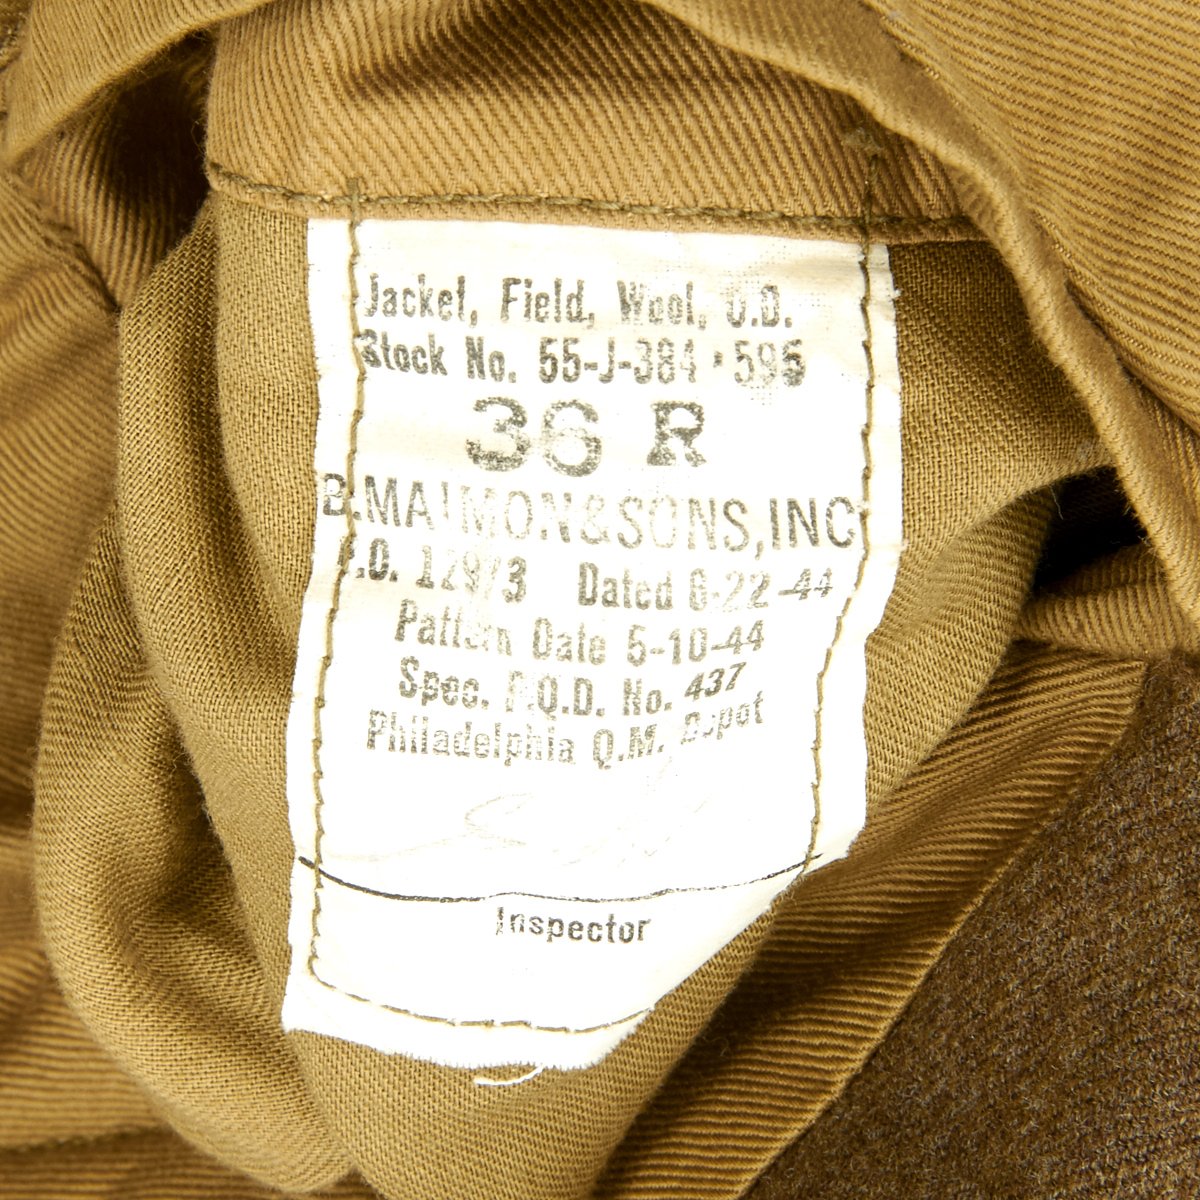 Jacket, Field, Wool, O.D.
Stock No. 55-J-384-595
36 R
B.MAIMON&SONS,INC
P.O. 12973 Dated 6-22-44
Pattern Date 5-10-44
Spec. P.Q.D. No. 437
Philadelphia Q.M. Depot
Inspector